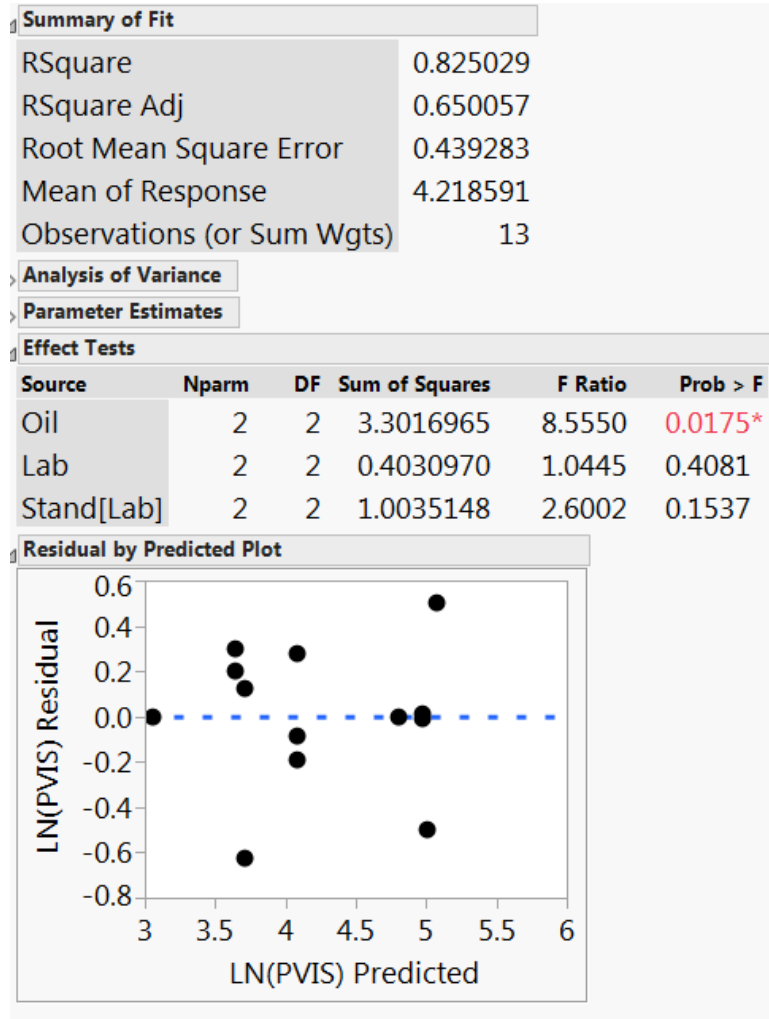 Summary of Fit
RSquare 0.825029
RSquare Adj 0.650057
Root Mean Square Error 0.439283
Mean of Response 4.218591
Observations (or Sum Wgts) 13
Analysis of Variance
Parameter Estimates
Effect Tests
Source Nparm DF Sum of Squares F Ratio Prob > F
Oil 2 2 3.3016965 8.5550 0.0175*
Lab 2 2 0.4030970 1.0445 0.4081
Stand[Lab] 2 2 1.0035148 2.6002 0.1537
Residual by Predicted Plot
LN(PVIS) Residual
0.6
0.4
0.2
0.0
-0.2
-0.4
-0.6
-0.8
3 3.5 4 4.5 5 5.5 6
LN(PVIS) Predicted